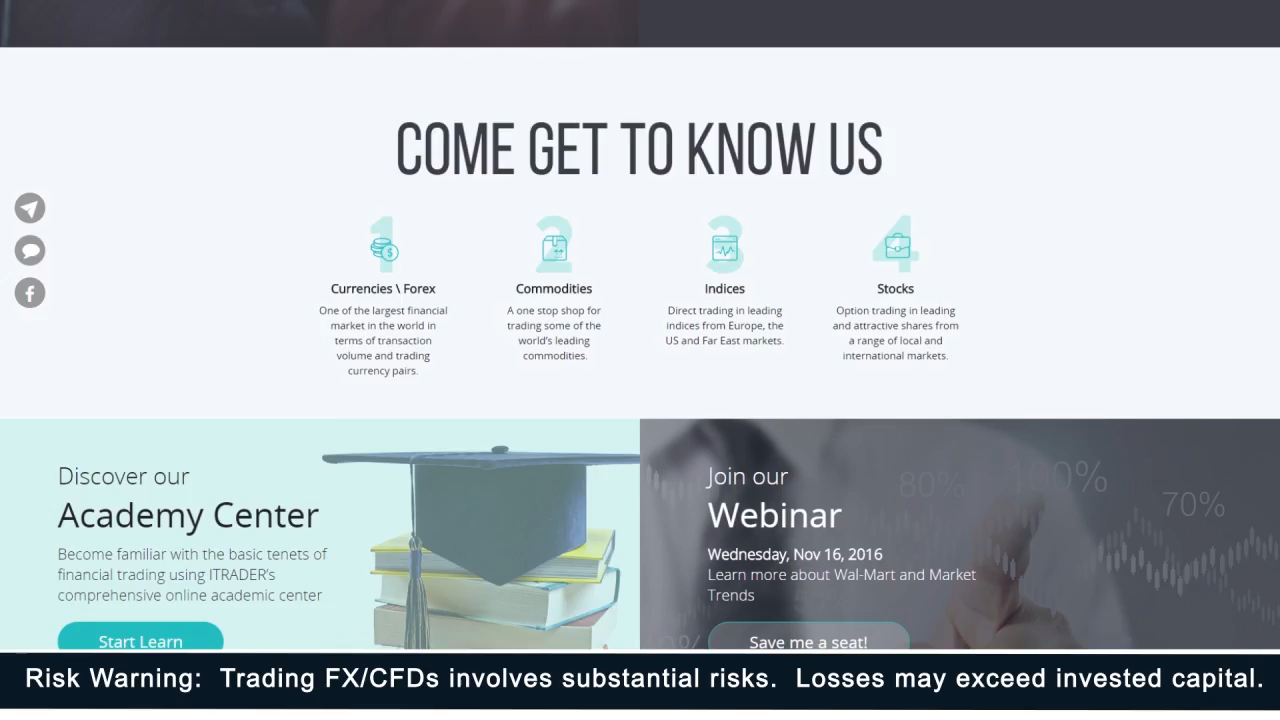 COME GET TO KNOW US
1
2
3
4
Currencies \ Forex
One of the largest financial
market in the world in
terms of transaction
volume and trading
currency pairs.
Commodities
A one stop shop for
trading some of the
world's leading
commodities.
Indices
Direct trading in leading
indices from Europe, the
US and Far East markets.
Stocks
Option trading in leading
and attractive shares from
a range of local and
international markets.
Discover our
Academy Center
Become familiar with the basic tenets of
financial trading using ITRADER's
comprehensive online academic center
Start Learn
Join our
Webinar
Wednesday, Nov 16, 2016
Learn more about Wal-Mart and Market
Trends
Save me a seat!
80%
100%
70%
Risk Warning: Trading FX/CFDs involves substantial risks. Losses may exceed invested capital.